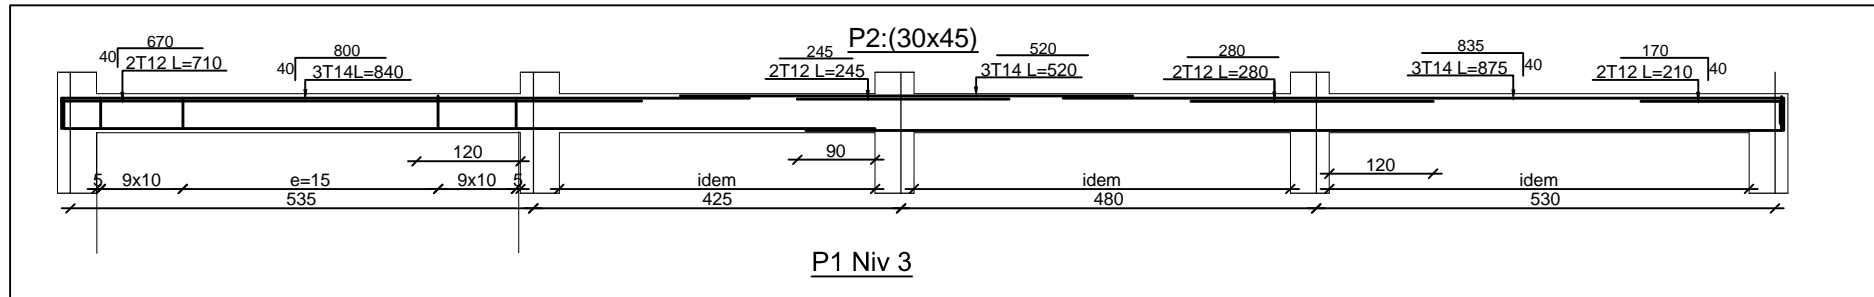 P2:(30x45)
670
40
2T12 L=710
800
40
3T14L=840
245
2T12 L=245
520
3T14 L=520
280
2T12 L=280
835
3T14 L=875
40
170
2T12 L=210
40
120
90
120
5
9x10
e=15
9x10
5
idem
idem
idem
535
425
480
530
P1 Niv 3